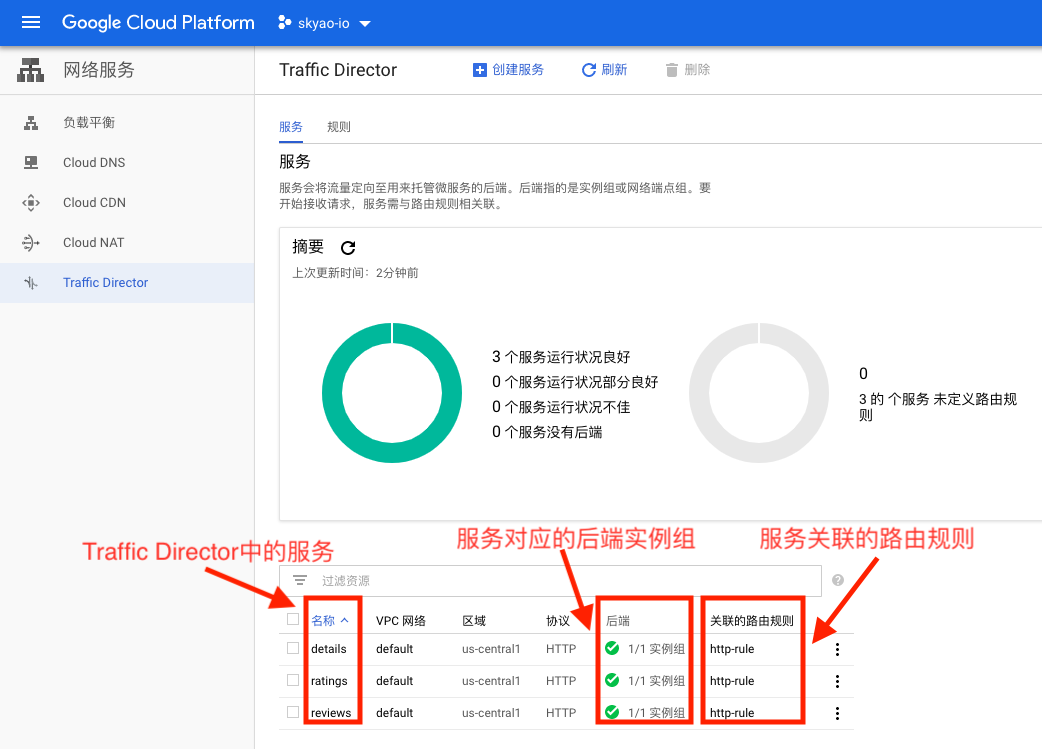 Google Cloud Platform
skyao-io
网络服务
Traffic Director
创建服务
刷新
删除
负载平衡
Cloud DNS
Cloud CDN
Cloud NAT
Traffic Director
服务
规则
服务
服务会将流量定向至用来托管微服务的后端。后端指的是实例组或网络端点组。要
开始接收请求，服务需与路由规则相关联。
摘要
上次更新时间：2分钟前
3 个服务运行状况良好
0 个服务运行状况部分良好
0 个服务运行状况不佳
0 个服务没有后端
0
3 的 个服务 未定义路由规
则
Traffic Director中的服务
服务对应的后端实例组
服务关联的路由规则
过滤资源
?
名称 VPC 网络 区域 协议 后端 关联的路由规则
details default us-central1 HTTP 1/1 实例组 http-rule
ratings default us-central1 HTTP 1/1 实例组 http-rule
reviews default us-central1 HTTP 1/1 实例组 http-rule